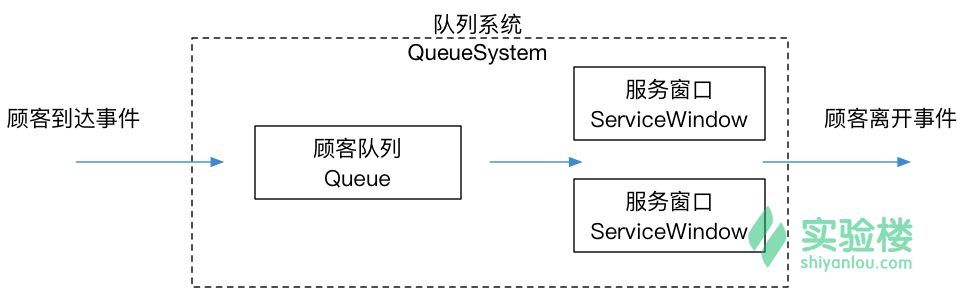 队列系统
QueueSystem
顾客到达事件
顾客队列
Queue
服务窗口
ServiceWindow
服务窗口
ServiceWindow
顾客离开事件
实验楼
shiyanlou.com